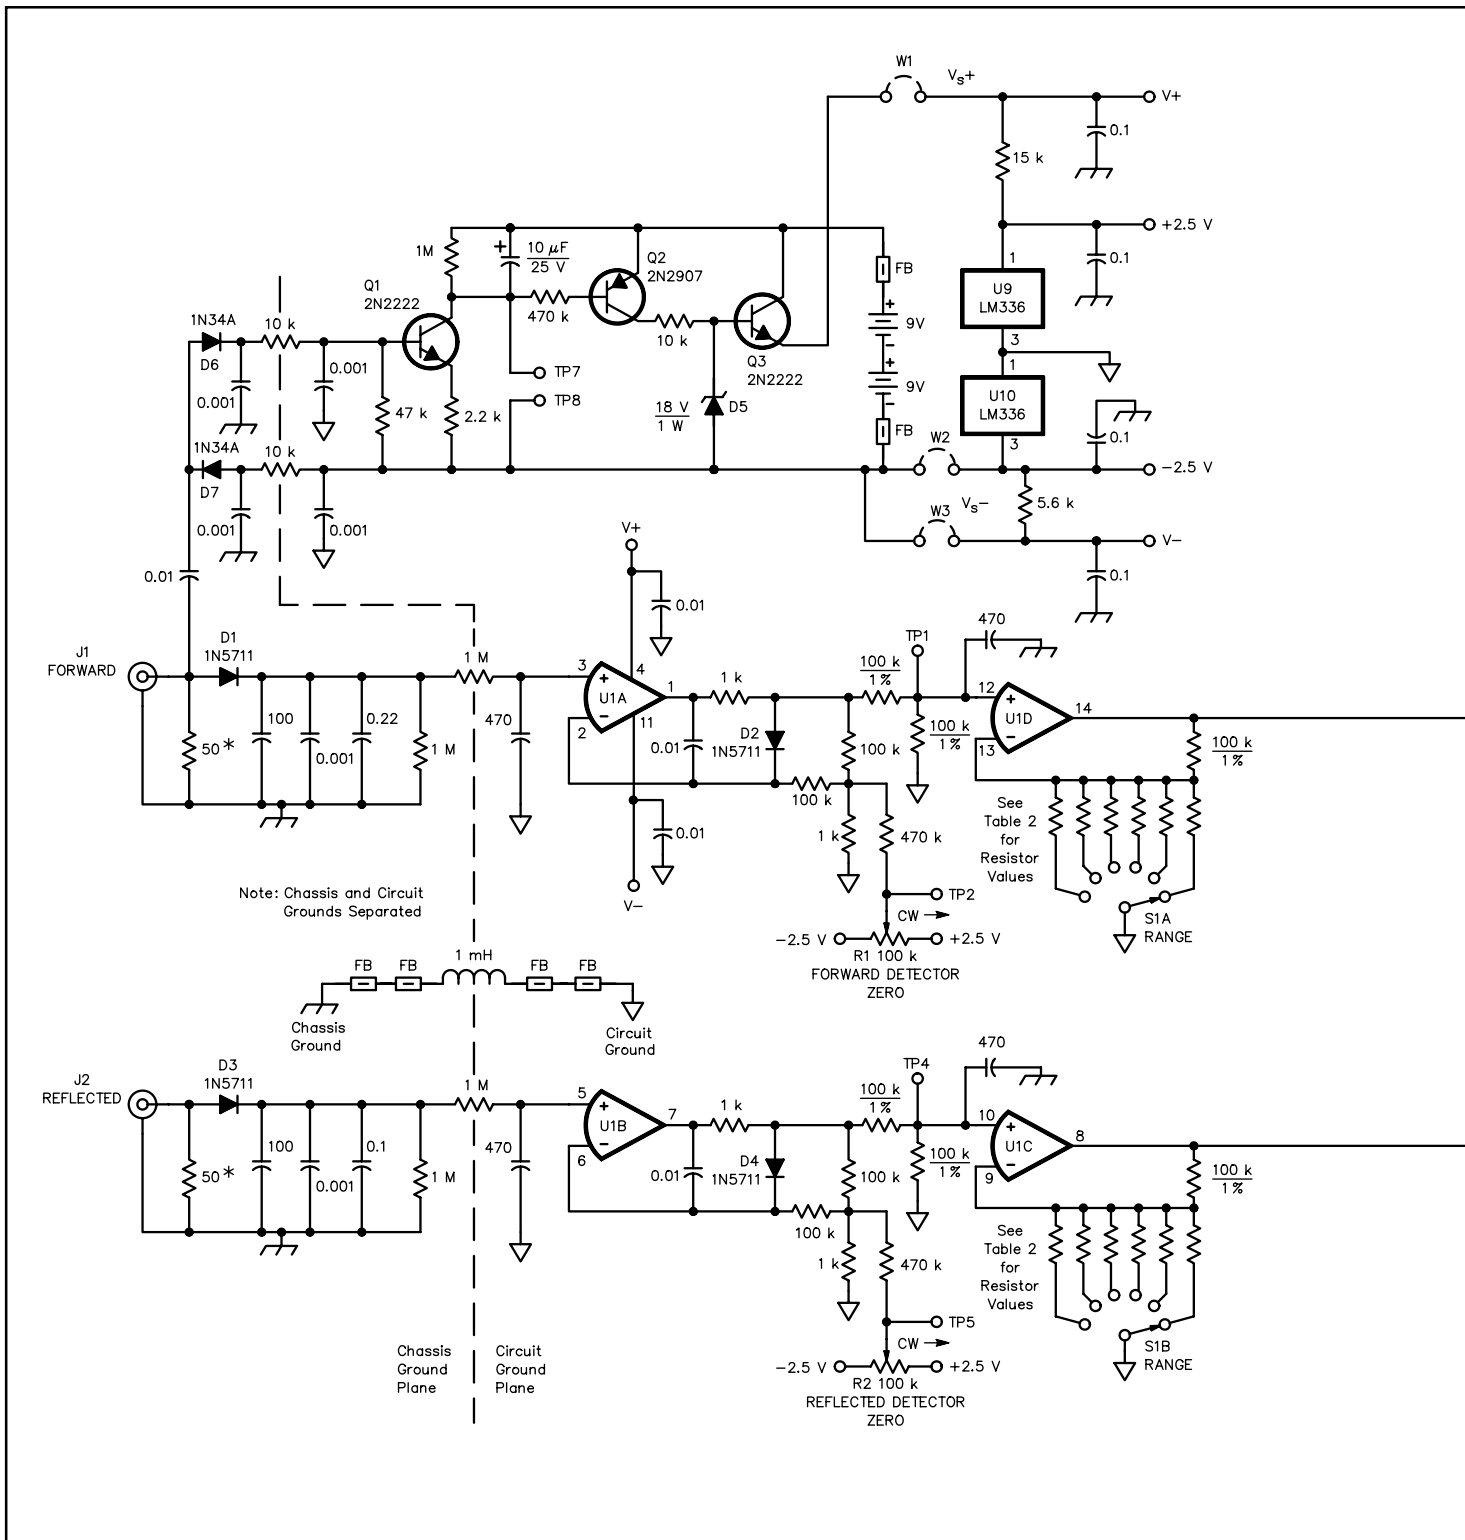 W1
Vs+
V+
0.1
15 k
+2.5 V
0.1
1
U9
LM336
3
1
U10
LM336
3
0.1
-2.5 V
W2
Vs-
5.6 k
W3
V-
0.1
1M
+
10 µF
25 V
Q1
2N2222
Q2
2N2907
470 k
10 k
Q3
2N2222
FB
+
9V
-
+
9V
-
FB
1N34A
D6
10 k
0.001
0.001
47 k
2.2 k
TP7
TP8
18 V
1 W
D5
1N34A
D7
10 k
0.001
0.001
0.01
J1
FORWARD
D1
1N5711
50*
100
0.001
0.22
1 M
1 M
470
V+
0.01
3
+
4
U1A
1
-
11
2
0.01
V-
1 k
0.01
D2
1N5711
100 k
100 k
1%
TP1
100 k
1%
100 k
1 k
470 k
TP2
CW
-2.5 V
+2.5 V
R1 100 k
FORWARD DETECTOR
ZERO
470
12
+
U1D
14
-
13
100 k
1%
See
Table 2
for
Resistor
Values
S1A
RANGE
Note: Chassis and Circuit
Grounds Separated
FB
FB
1 mH
FB
FB
Chassis
Ground
Circuit
Ground
J2
REFLECTED
D3
1N5711
50*
100
0.001
0.1
1 M
1 M
470
5
+
U1B
7
-
6
1 k
0.01
D4
1N5711
100 k
100 k
1%
TP4
100 k
1%
100 k
1 k
470 k
TP5
CW
-2.5 V
+2.5 V
R2 100 k
REFLECTED DETECTOR
ZERO
470
10
+
U1C
8
-
9
100 k
1%
See
Table 2
for
Resistor
Values
S1B
RANGE
Chassis
Ground
Plane
Circuit
Ground
Plane